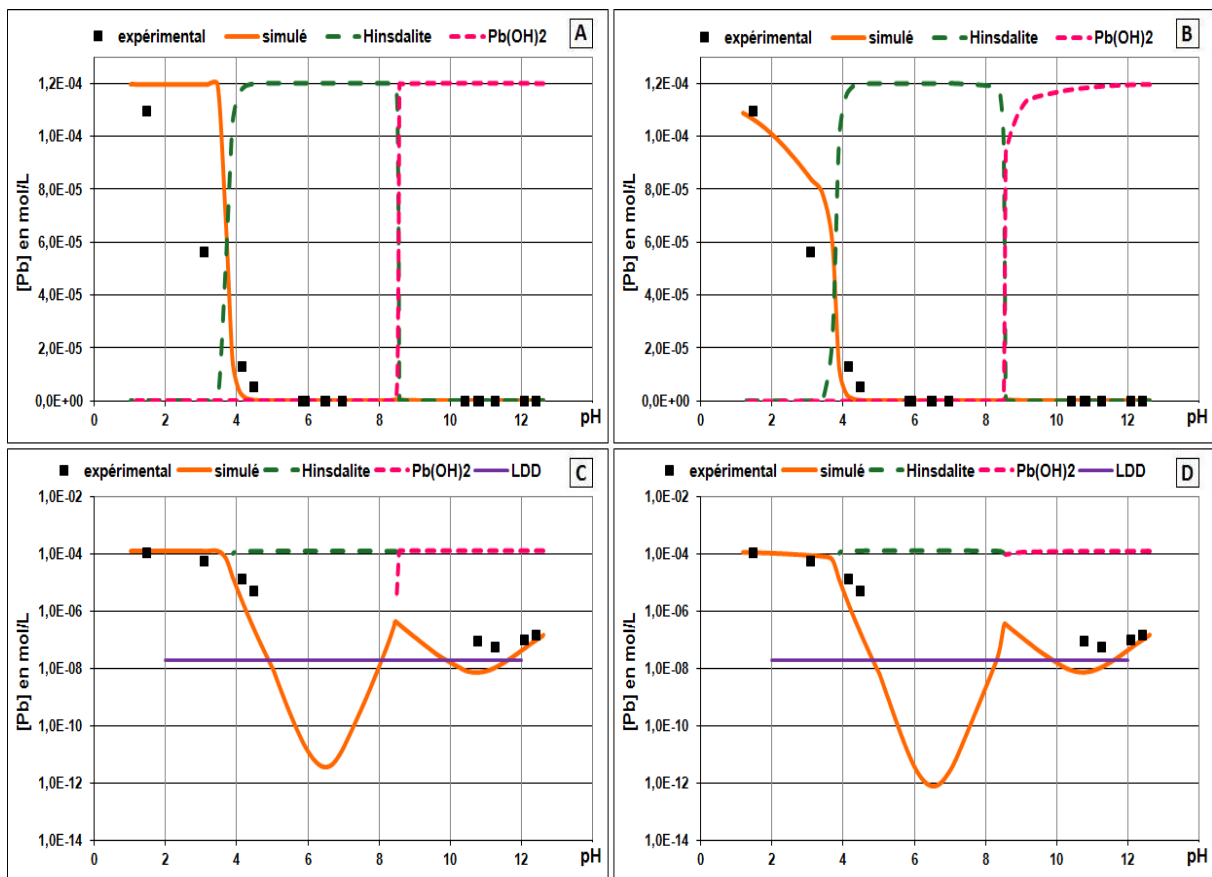 expérimental simulé Hinsdalite Pb(OH)2 A
[Pb] en mol/L
1,2E-04
1,0E-04
8,0E-05
6,0E-05
4,0E-05
2,0E-05
0,0E+00
0 2 4 6 8 10 12 pH
expérimental simulé Hinsdalite Pb(OH)2 B
[Pb] en mol/L
1,2E-04
1,0E-04
8,0E-05
6,0E-05
4,0E-05
2,0E-05
0,0E+00
0 2 4 6 8 10 12 pH
expérimental simulé Hinsdalite Pb(OH)2 LDD C
[Pb] en mol/L
1,0E-02
1,0E-04
1,0E-06
1,0E-08
1,0E-10
1,0E-12
1,0E-14
0 2 4 6 8 10 12 pH
expérimental simulé Hinsdalite Pb(OH)2 LDD D
[Pb] en mol/L
1,0E-02
1,0E-04
1,0E-06
1,0E-08
1,0E-10
1,0E-12
1,0E-14
0 2 4 6 8 10 12 pH